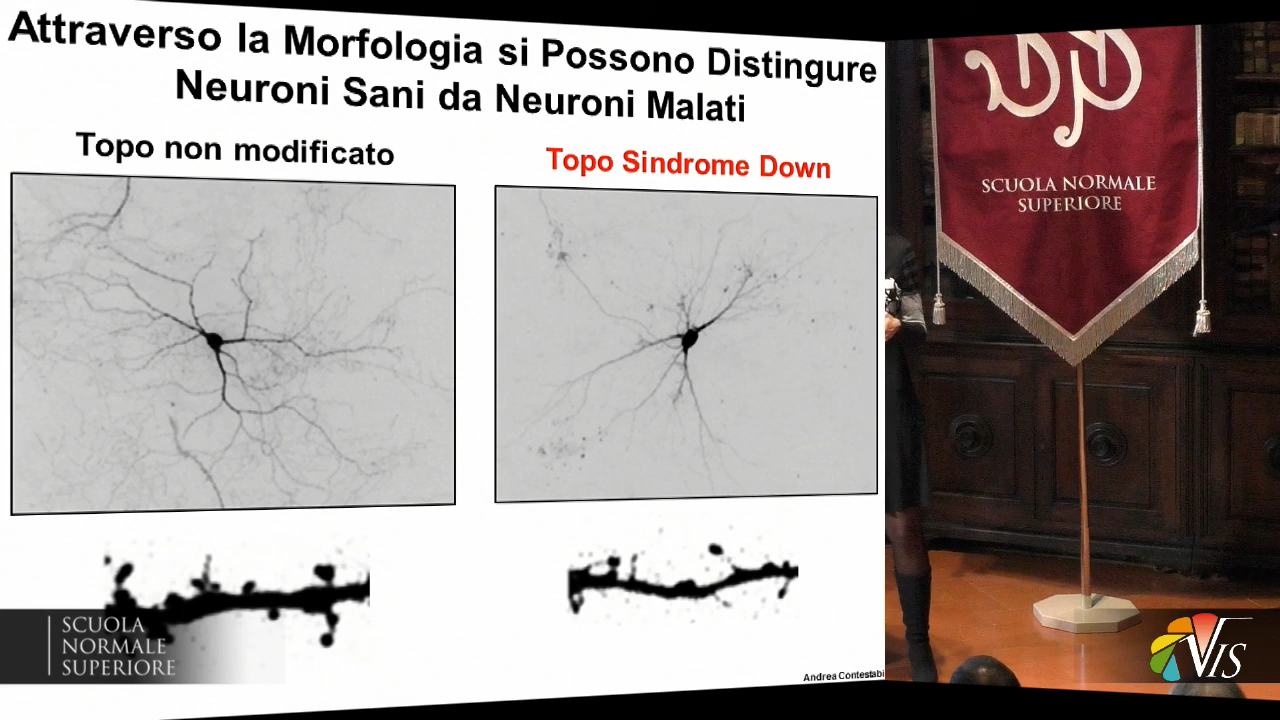 Attraverso la Morfologia si Possono Distingure
Neuroni Sani da Neuroni Malati
Topo non modificato
Topo Sindrome Down
Andrea Contestabi
SCUOLA
NORMALE
SUPERIORE
SCUOLA NORMALE
SUPERIORE
VIS